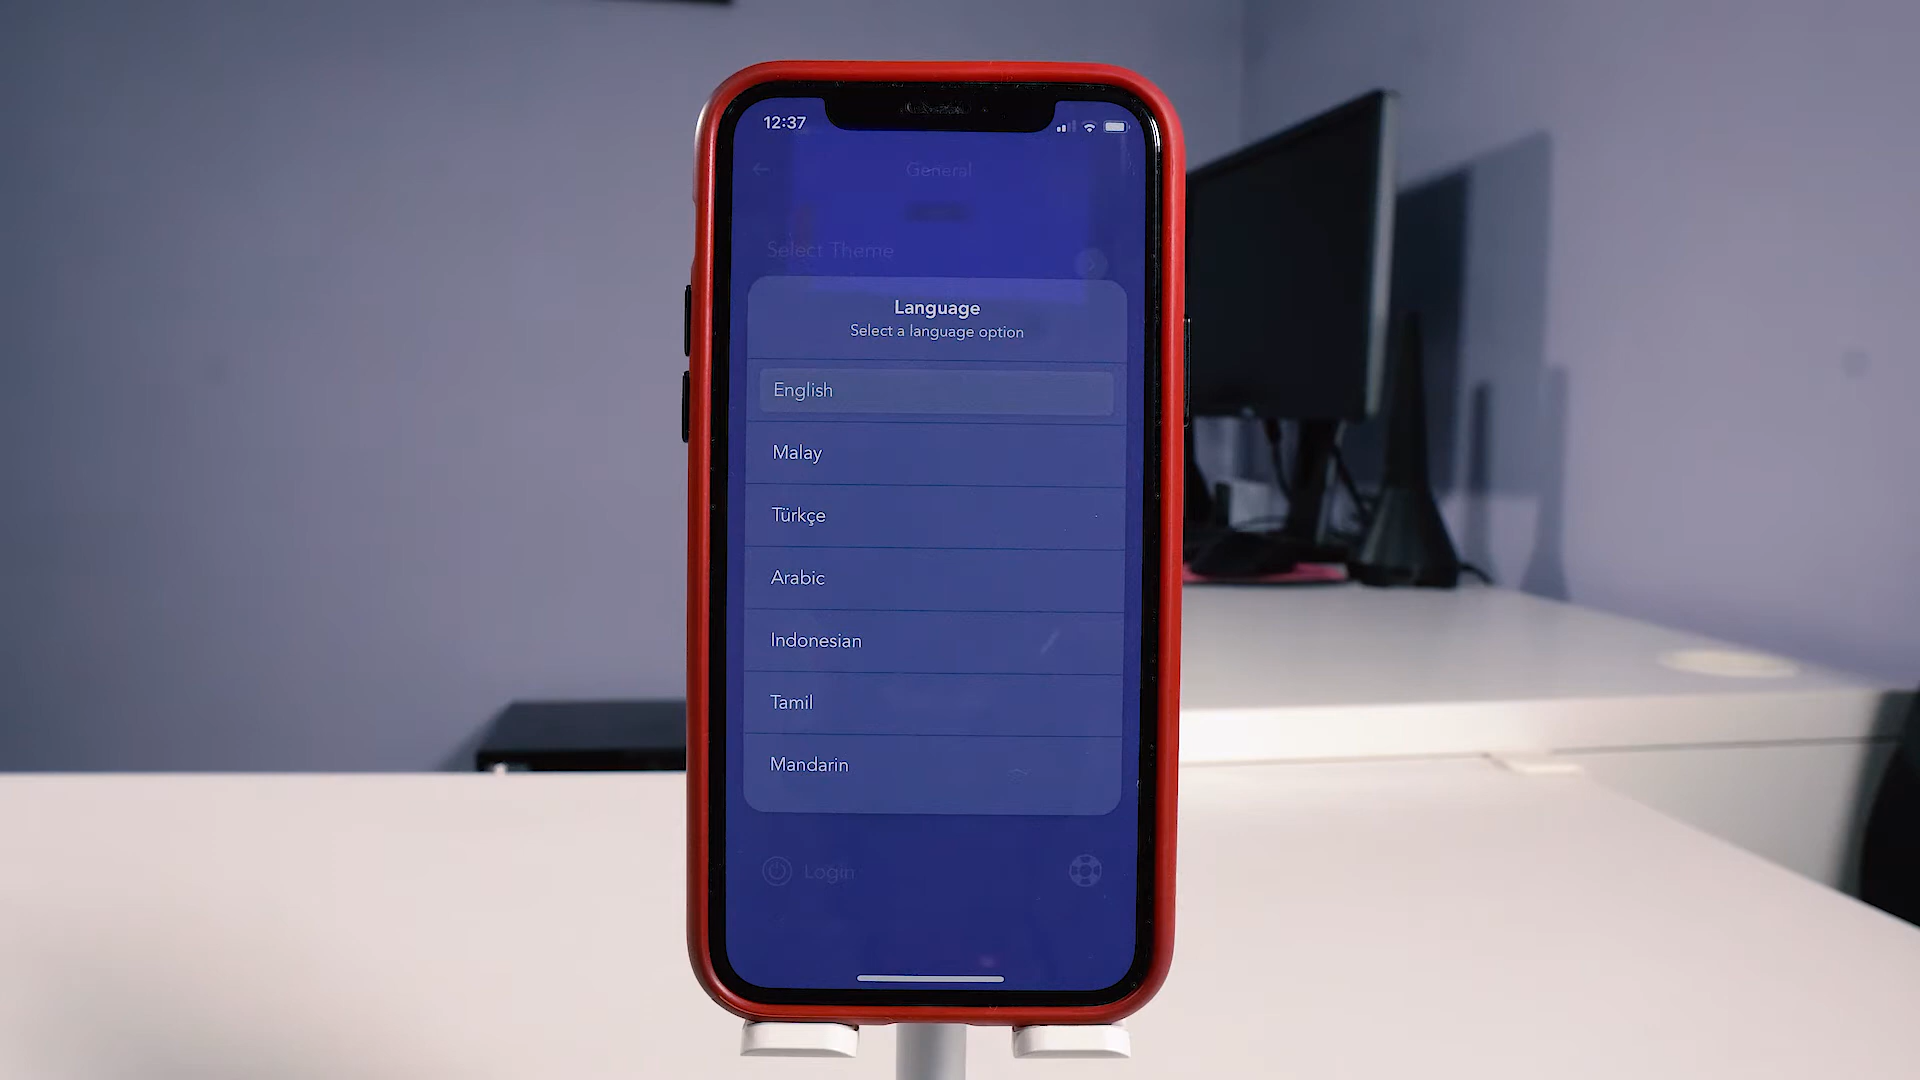 12:37
General
Select Theme
Language
Select a language option
English
Malay
Türkçe
Arabic
Indonesian
Tamil
Mandarin
Login